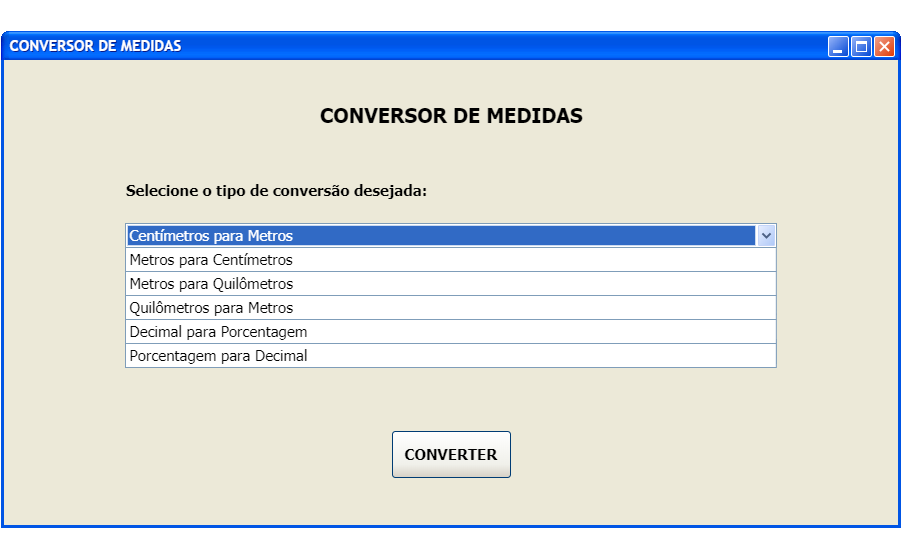 CONVERSOR DE MEDIDAS
CONVERSOR DE MEDIDAS
Selecione o tipo de conversão desejada:
Centímetros para Metros
Metros para Centímetros
Metros para Quilômetros
Quilômetros para Metros
Decimal para Porcentagem
Porcentagem para Decimal
CONVERTER